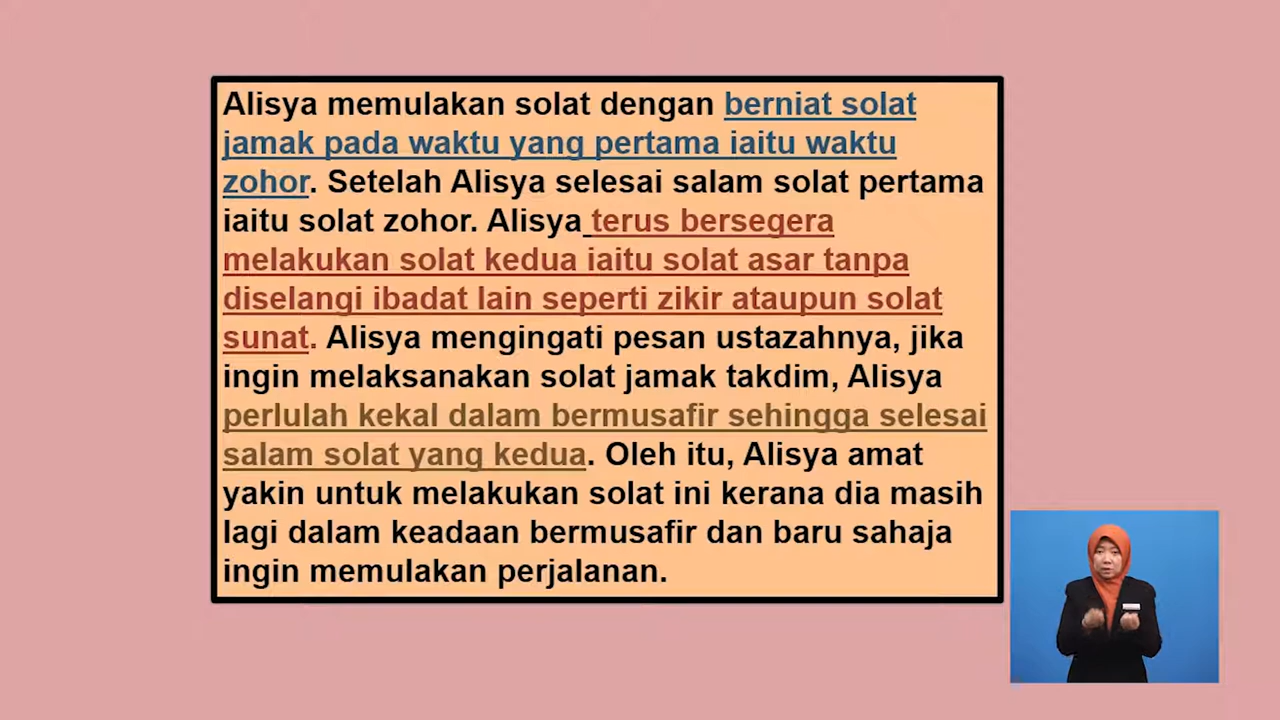 Alisya memulakan solat dengan berniat solat
jamak pada waktu yang pertama iaitu waktu
zohor. Setelah Alisya selesai salam solat pertama
iaitu solat zohor. Alisya terus bersegera
melakukan solat kedua iaitu solat asar tanpa
diselangi ibadat lain seperti zikir ataupun solat
sunat. Alisya mengingati pesan ustazahnya, jika
ingin melaksanakan solat jamak takdim, Alisya
perlulah kekal dalam bermusafir sehingga selesai
salam solat yang kedua. Oleh itu, Alisya amat
yakin untuk melakukan solat ini kerana dia masih
lagi dalam keadaan bermusafir dan baru sahaja
ingin memulakan perjalanan.